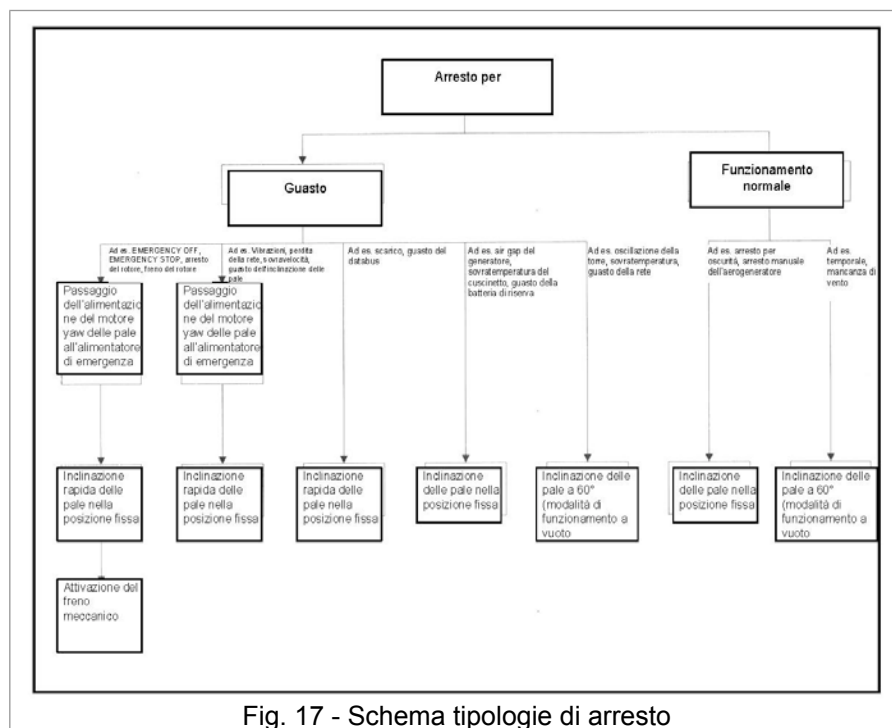 Arresto per
Guasto
Funzionamento
normale
Ad es. EMERGENCY OFF,
EMERGENCY STOP, arresto
del rotore, freno del rotore
Ad es. Vibrazioni, perdita
della rete, sovravelocità,
guasto dell'inclinazione delle
pale
Ad es. scarico, guasto del
databus
Ad es. air gap del
generatore,
sovratemperatura del
cuscinetto, guasto della
batteria di riserva
Ad es. oscillazione della
torre, sovratemperatura,
guasto della rete
Ad es. arresto per
oscurità, arresto manuale
dell'aerogeneratore
Ad es.
temporale,
mancanza di
vento
Passaggio
dell'alimentazio
ne del motore
yaw delle pale
all'alimentatore
di emergenza
Passaggio
dell'alimentazio
ne del motore
yaw delle pale
all'alimentatore
di emergenza
Inclinazione
rapida delle
pale nella
posizione fissa
Inclinazione
rapida delle
pale nella
posizione fissa
Inclinazione
rapida delle
pale nella
posizione fissa
Inclinazione
delle pale nella
posizione fissa
Inclinazione delle
pale a 60°
(modalità di
funzionamento a
vuoto
Inclinazione
delle pale nella
posizione fissa
Inclinazione delle
pale a 60°
(modalità di
funzionamento a
vuoto
Attivazione del
freno
meccanico
Fig. 17 - Schema tipologie di arresto